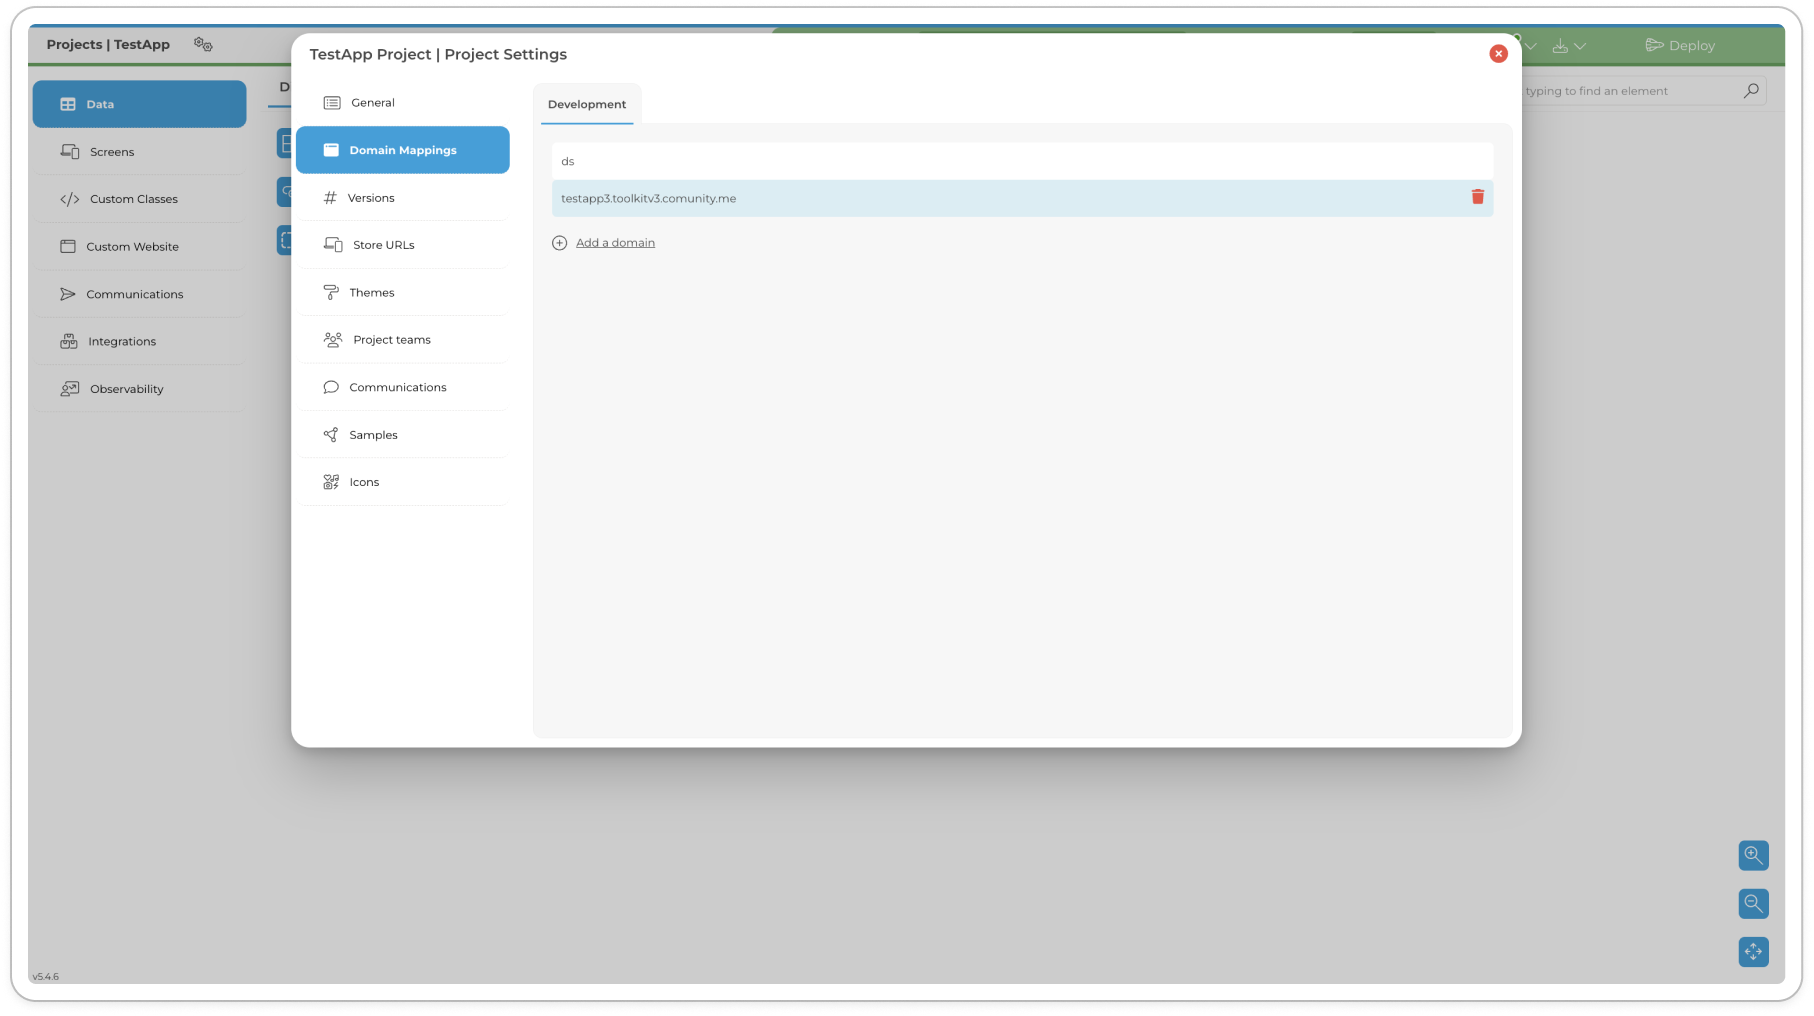 Projects | TestApp
Deploy
TestApp Project | Project Settings
typing to find an element
Data
Screens
Custom Classes
Custom Website
Communications
Integrations
Observability
D
General
Domain Mappings
Versions
Store URLs
Themes
Project teams
Communications
Samples
Icons
Development
ds
testapp3.toolkitv3.comunity.me
Add a domain
v5.4.6